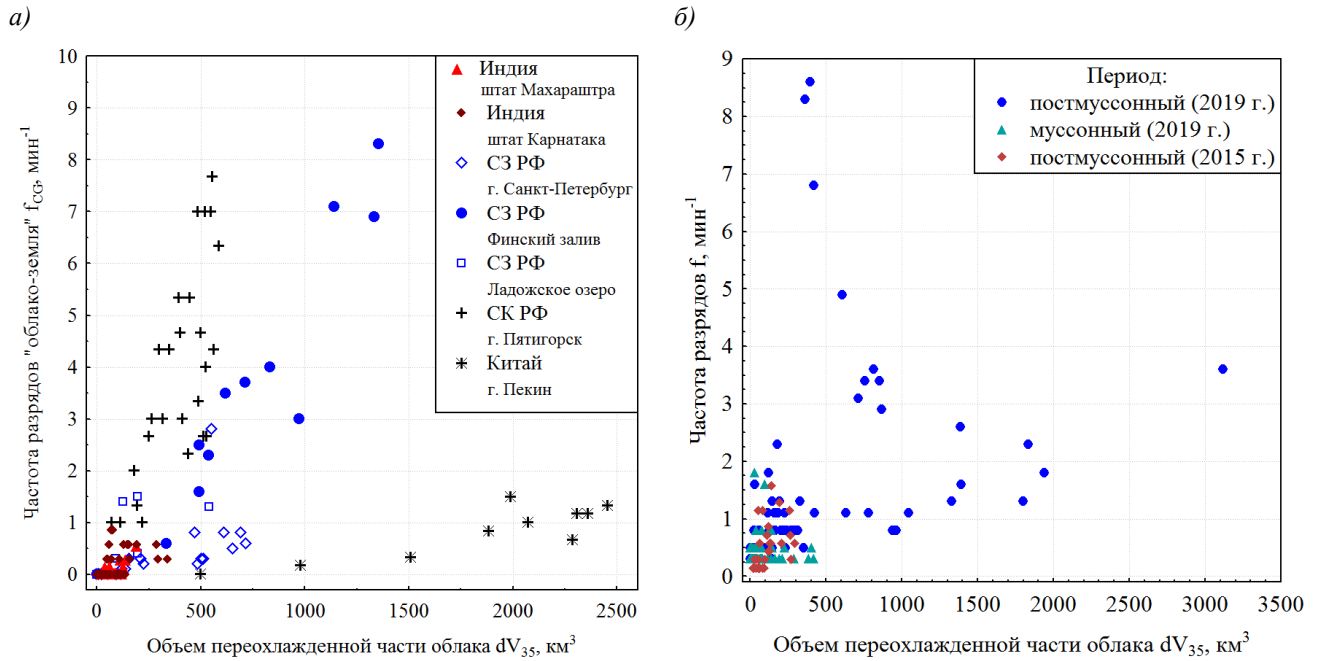 а)
Частота разрядов "облако-земля" f_CG, мин⁻¹
10
9
8
7
6
5
4
3
2
1
0
0 500 1000 1500 2000 2500
Объем переохлажденной части облака dV₃₅, км³
Индия
штат Махараштра
Индия
штат Карнатака
СЗ РФ
г. Санкт-Петербург
СЗ РФ
Финский залив
СЗ РФ
Ладожское озеро
СК РФ
г. Пятигорск
Китай
г. Пекин
б)
Частота разрядов f, мин⁻¹
9
8
7
6
5
4
3
2
1
0
0 500 1000 1500 2000 2500 3000 3500
Объем переохлажденной части облака dV₃₅, км³
Период:
постмуссонный (2019 г.)
муссонный (2019 г.)
постмуссонный (2015 г.)